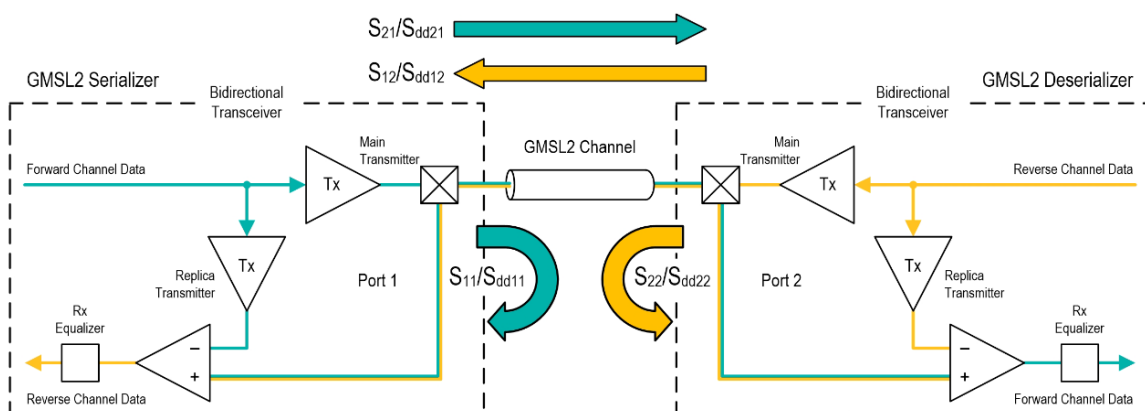 S21/Sdd21
S12/Sdd12
GMSL2 Serializer
GMSL2 Deserializer
Bidirectional
Transceiver
Bidirectional
Transceiver
Main
Transmitter
GMSL2 Channel
Main
Transmitter
Forward Channel Data
Tx
Tx
Reverse Channel Data
Tx
Replica
Transmitter
Port 1
S11/Sdd11
S22/Sdd22
Port 2
Tx
Replica
Transmitter
Rx
Equalizer
−
+
−
+
Rx
Equalizer
Reverse Channel Data
Forward Channel Data